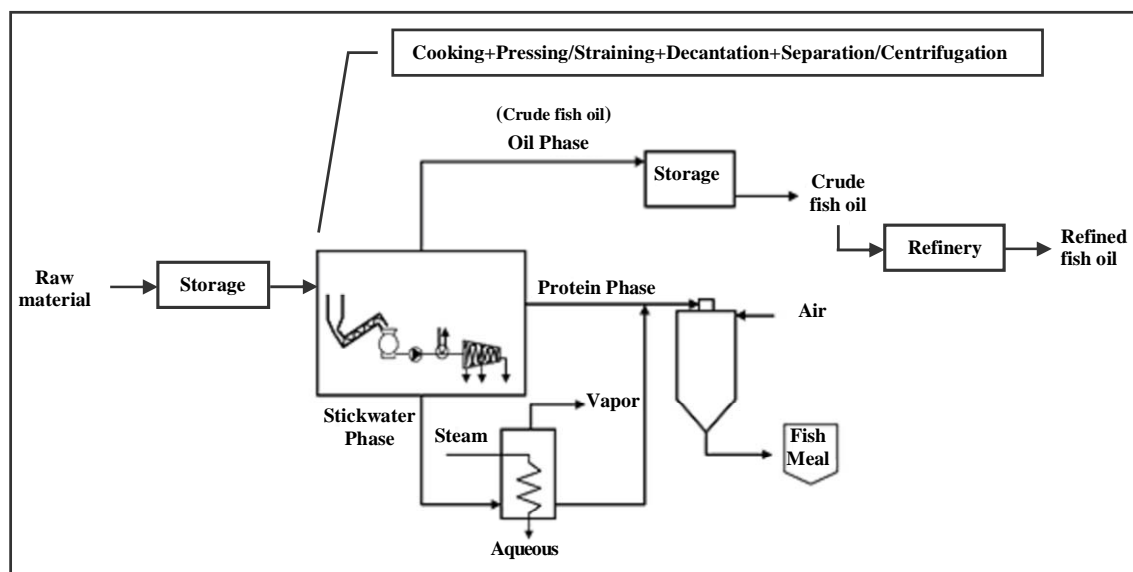 Cooking+Pressing/Straining+Decantation+Separation/Centrifugation
(Crude fish oil)
Oil Phase
Storage
Crude
fish oil
Refinery
Refined
fish oil
Raw
material
Storage
Protein Phase
Air
Stickwater
Phase
Vapor
Steam
Fish
Meal
Aqueous